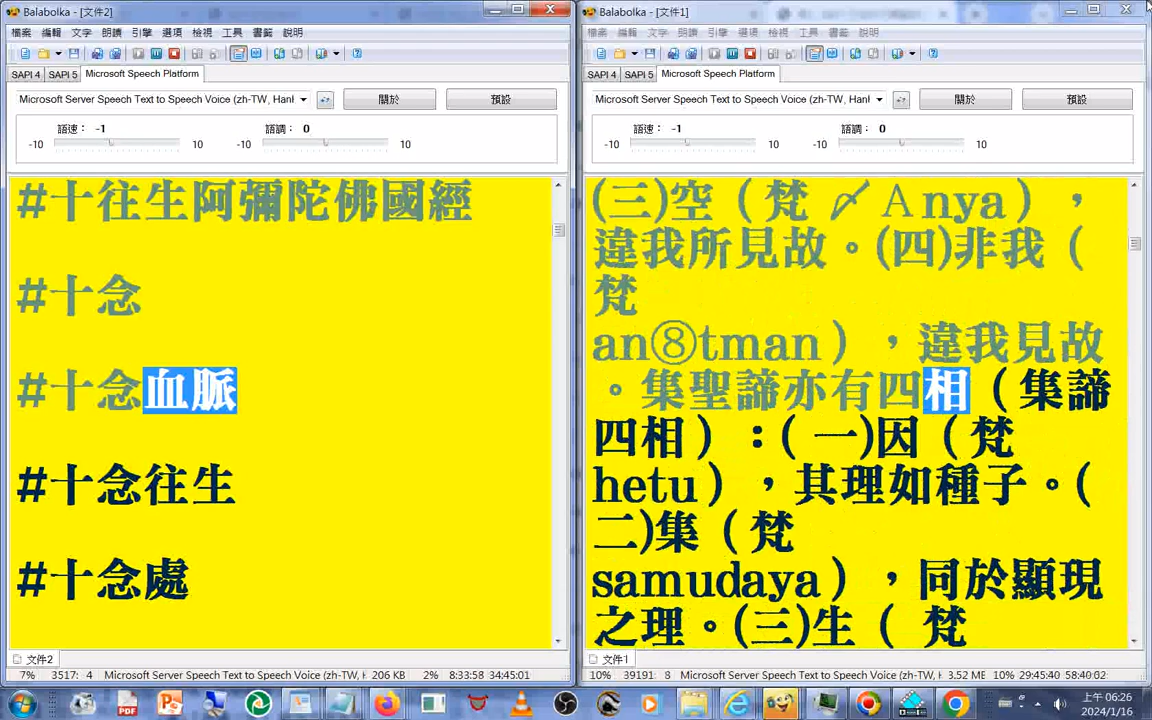 Balabolka - [文件2]
檔案 編輯 文字 朗讀 引擎 選項 檢視 工具 書籤 說明
SAPI 4 SAPI 5 Microsoft Speech Platform
Microsoft Server Speech Text to Speech Voice (zh-TW, Hanl
關於 預設
語速： -1 語調： 0
-10 10 -10 10
#十往生阿彌陀佛國經
#十念
#十念血脈
#十念往生
#十念處
文件2
7% 3517: 4 Microsoft Server Speech Text to Speech Voice (zh-TW, H 206 KB 2% 8:33:58 34:45:01
Balabolka - [文件1]
檔案 編輯 文字 朗讀 引擎 選項 檢視 工具 書籤 說明
SAPI 4 SAPI 5 Microsoft Speech Platform
Microsoft Server Speech Text to Speech Voice (zh-TW, Hanl
關於 預設
語速： -1 語調： 0
-10 10 -10 10
(三)空（梵〆Ａnya），
違我所見故。(四)非我（
梵
an⑧tman），違我見故
。集聖諦亦有四相（集諦
四相）：(一)因（梵
hetu），其理如種子。(
二)集（梵
samudaya），同於顯現
之理。(三)生（ 梵
文件1
10% 39191: 8 Microsoft Server Speech Text to Speech Voice (zh-TW, H 3.52 ME 10% 29:45:40 58:40:02
PDF
上午 06:26
2024/1/16